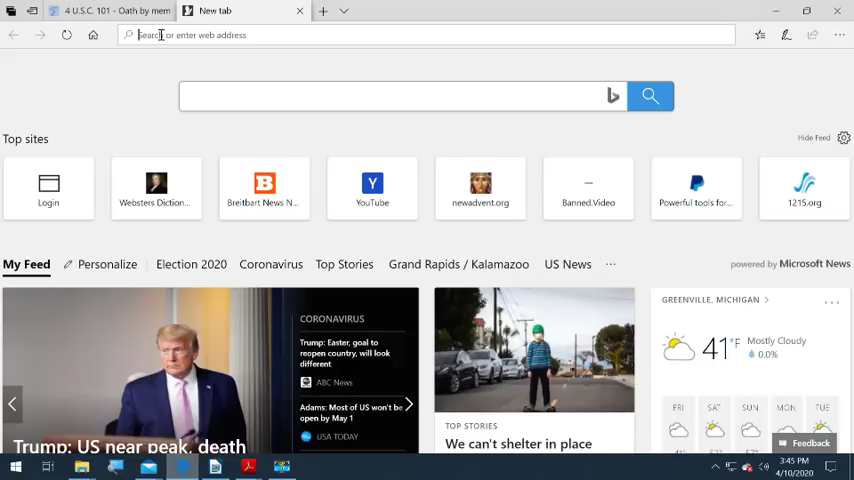 4 U.S.C. 101 - Oath by mem
New tab
Search or enter web address
Top sites
Hide Feed
Login
Websters Diction...
Breitbart News N...
YouTube
newadvent.org
Banned.Video
Powerful tools for...
1215.org
My Feed
Personalize
Election 2020
Coronavirus
Top Stories
Grand Rapids / Kalamazoo
US News
...
powered by Microsoft News
CORONAVIRUS
Trump: Easter, goal to
reopen country, will look
different
ABC News
Adams: Most of US won't be
open by May 1
USA TODAY
Trump: US near peak, death
TOP STORIES
We can't shelter in place
GREENVILLE, MICHIGAN
41°F
Mostly Cloudy
0.0%
FRI
SAT
SUN
MON
TUE
Feedback
3:45 PM
4/10/2020